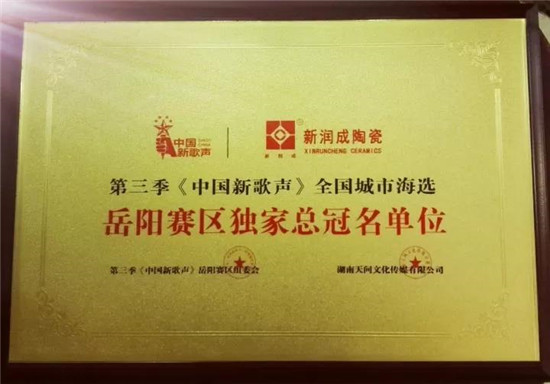 中国
新歌声
新润成
新润成陶瓷
XINRUNCHENG CERAMICS
第三季《中国新歌声》全国城市海选
岳阳赛区独家总冠名单位
第三季《中国新歌声》岳阳赛区组委会
湖南天问文化传媒有限公司